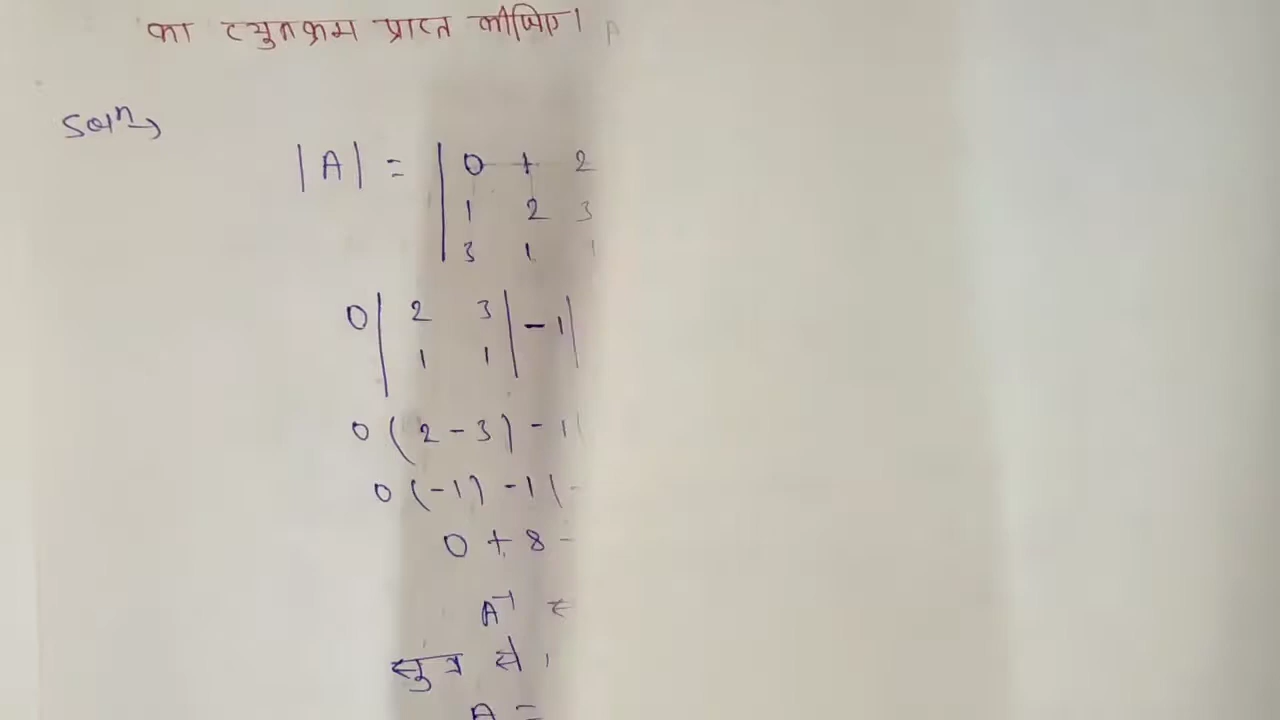 का व्युतक्रम प्राप्त कीजिए।
Solⁿ→
|A| = | 0 1 2
1 2 3
3 1 1
0 | 2 3 | - 1 |
1 1
0 ( 2 - 3 ) - 1 (
0 ( -1 ) - 1 ( -
0 + 8 -
A⁻¹
सूत्र से
A =